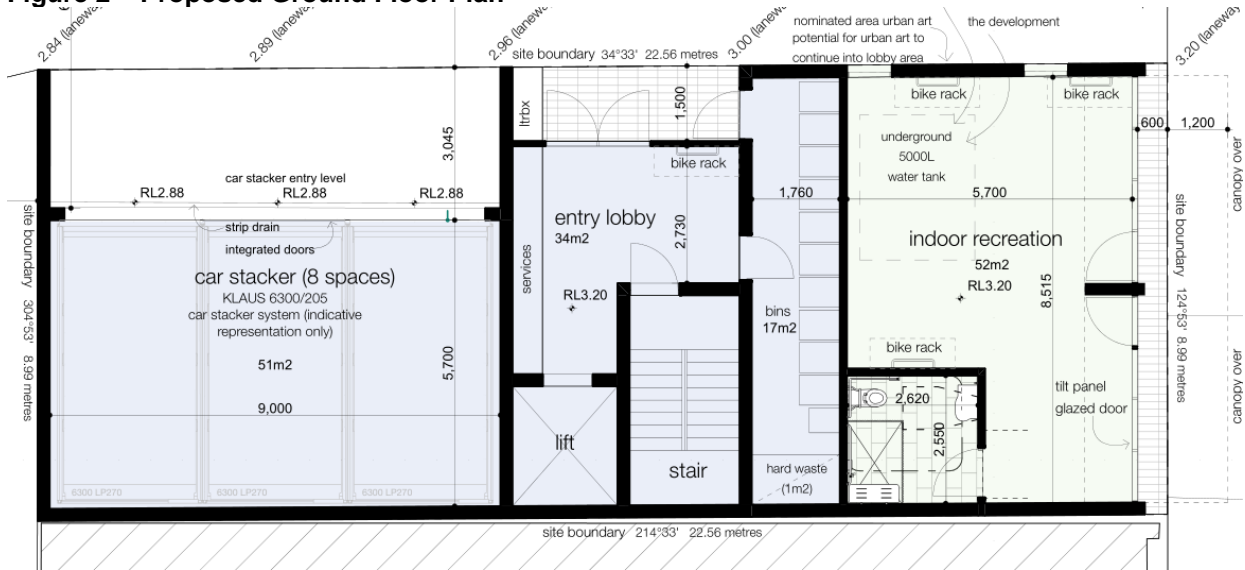 Figure 2 – Proposed Ground Floor Plan
2.84 (laneway
2.89 (laneway
2.96 (laneway
3.00 (laneway
3.20 (laneway
site boundary 34°33' 22.56 metres
nominated area urban art
potential for urban art to
continue into lobby area
the development
ltrbx
1,500
bike rack
bike rack
bike rack
600
1,200
canopy over
3,045
underground
5000L
water tank
car stacker entry level
RL2.88
RL2.88
RL2.88
1,760
5,700
strip drain
integrated doors
entry lobby
34m2
2,730
services
indoor recreation
52m2
RL3.20
8,515
site boundary 304°53' 8.99 metres
site boundary 124°53' 8.99 metres
car stacker (8 spaces)
KLAUS 6300/205
car stacker system (indicative
representation only)
51m2
5,700
9,000
RL3.20
bins
17m2
bike rack
2,620
2,550
tilt panel
glazed door
canopy over
lift
stair
hard waste
(1m2)
6300 LP270
6300 LP270
6300 LP270
site boundary 214°33' 22.56 metres